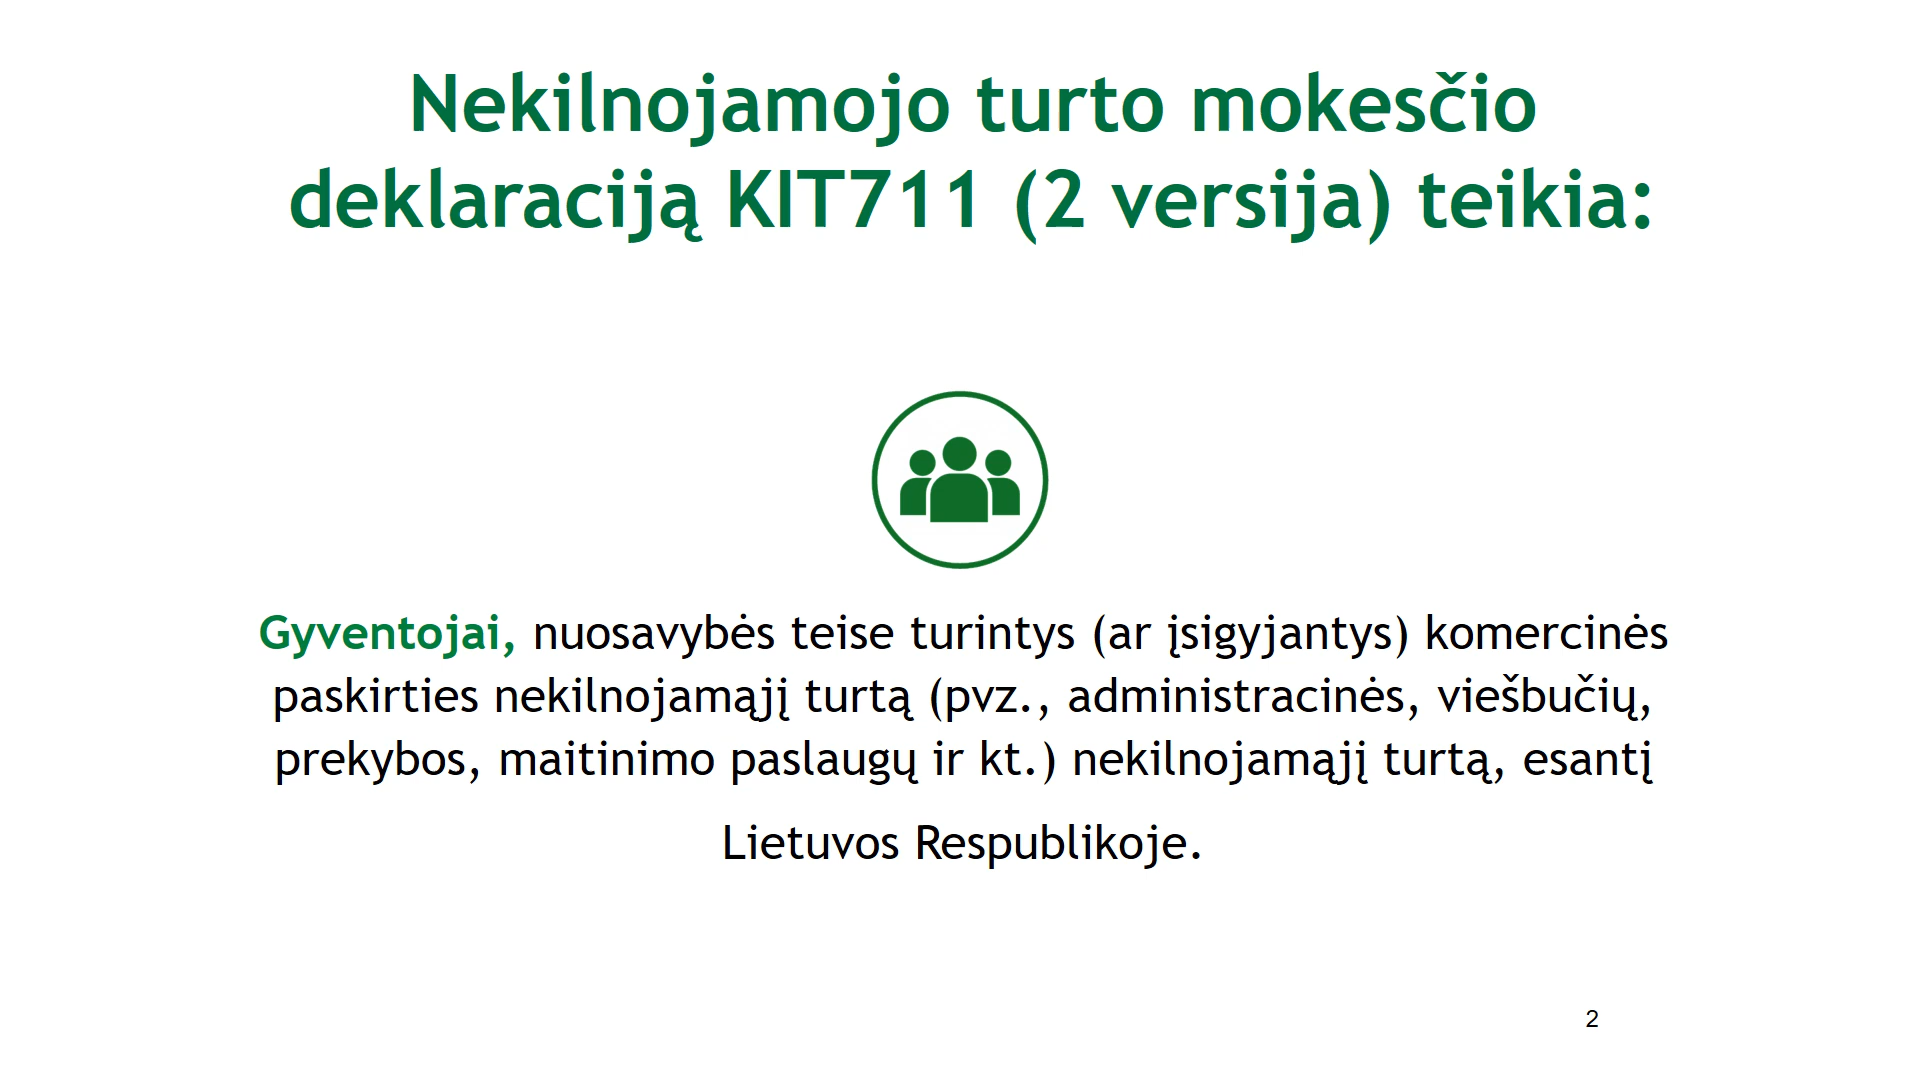 Nekilnojamojo turto mokesčio
deklaraciją KIT711 (2 versija) teikia:
Gyventojai, nuosavybės teise turintys (ar įsigyjantys) komercinės
paskirties nekilnojamąjį turtą (pvz., administracinės, viešbučių,
prekybos, maitinimo paslaugų ir kt.) nekilnojamąjį turtą, esantį
Lietuvos Respublikoje.
2